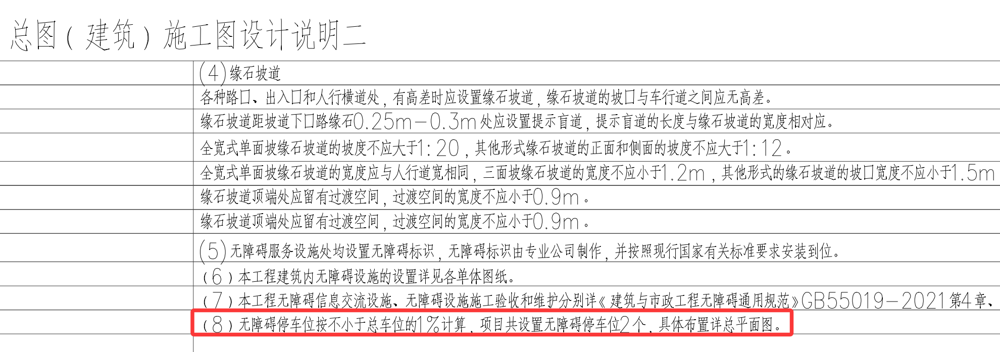 总图(建筑)施工图设计说明二
(4)缘石坡道
各种路口、出入口和人行横道处,有高差时应设置缘石坡道,缘石坡道的坡口与车行道之间应无高差。
缘石坡道距坡道下口路缘石0.25m-0.3m处应设置提示盲道,提示盲道的长度与缘石坡道的宽度相对应。
全宽式单面坡缘石坡道的坡度不应大于1:20,其他形式缘石坡道的正面和侧面的坡度不应大于1:12。
全宽式单面坡缘石坡道的宽度应与人行道宽相同,三面坡缘石坡道的宽度不应小于1.2m,其他形式的缘石坡道的坡口宽度不应小于1.5m
缘石坡道顶端处应留有过渡空间,过渡空间的宽度不应小于0.9m。
缘石坡道顶端处应留有过渡空间,过渡空间的宽度不应小于0.9m。
(5)无障碍服务设施处均设置无障碍标识,无障碍标识由专业公司制作,并按照现行国家有关标准要求安装到位。
(6)本工程建筑内无障碍设施的设置详见各单体图纸。
(7)本工程无障碍信息交流设施、无障碍设施施工验收和维护分别详《建筑与市政工程无障碍通用规范》GB55019-2021第4章、
(8)无障碍停车位按不小于总车位的1%计算,项目共设置无障碍停车位2个,具体布置详总平面图。